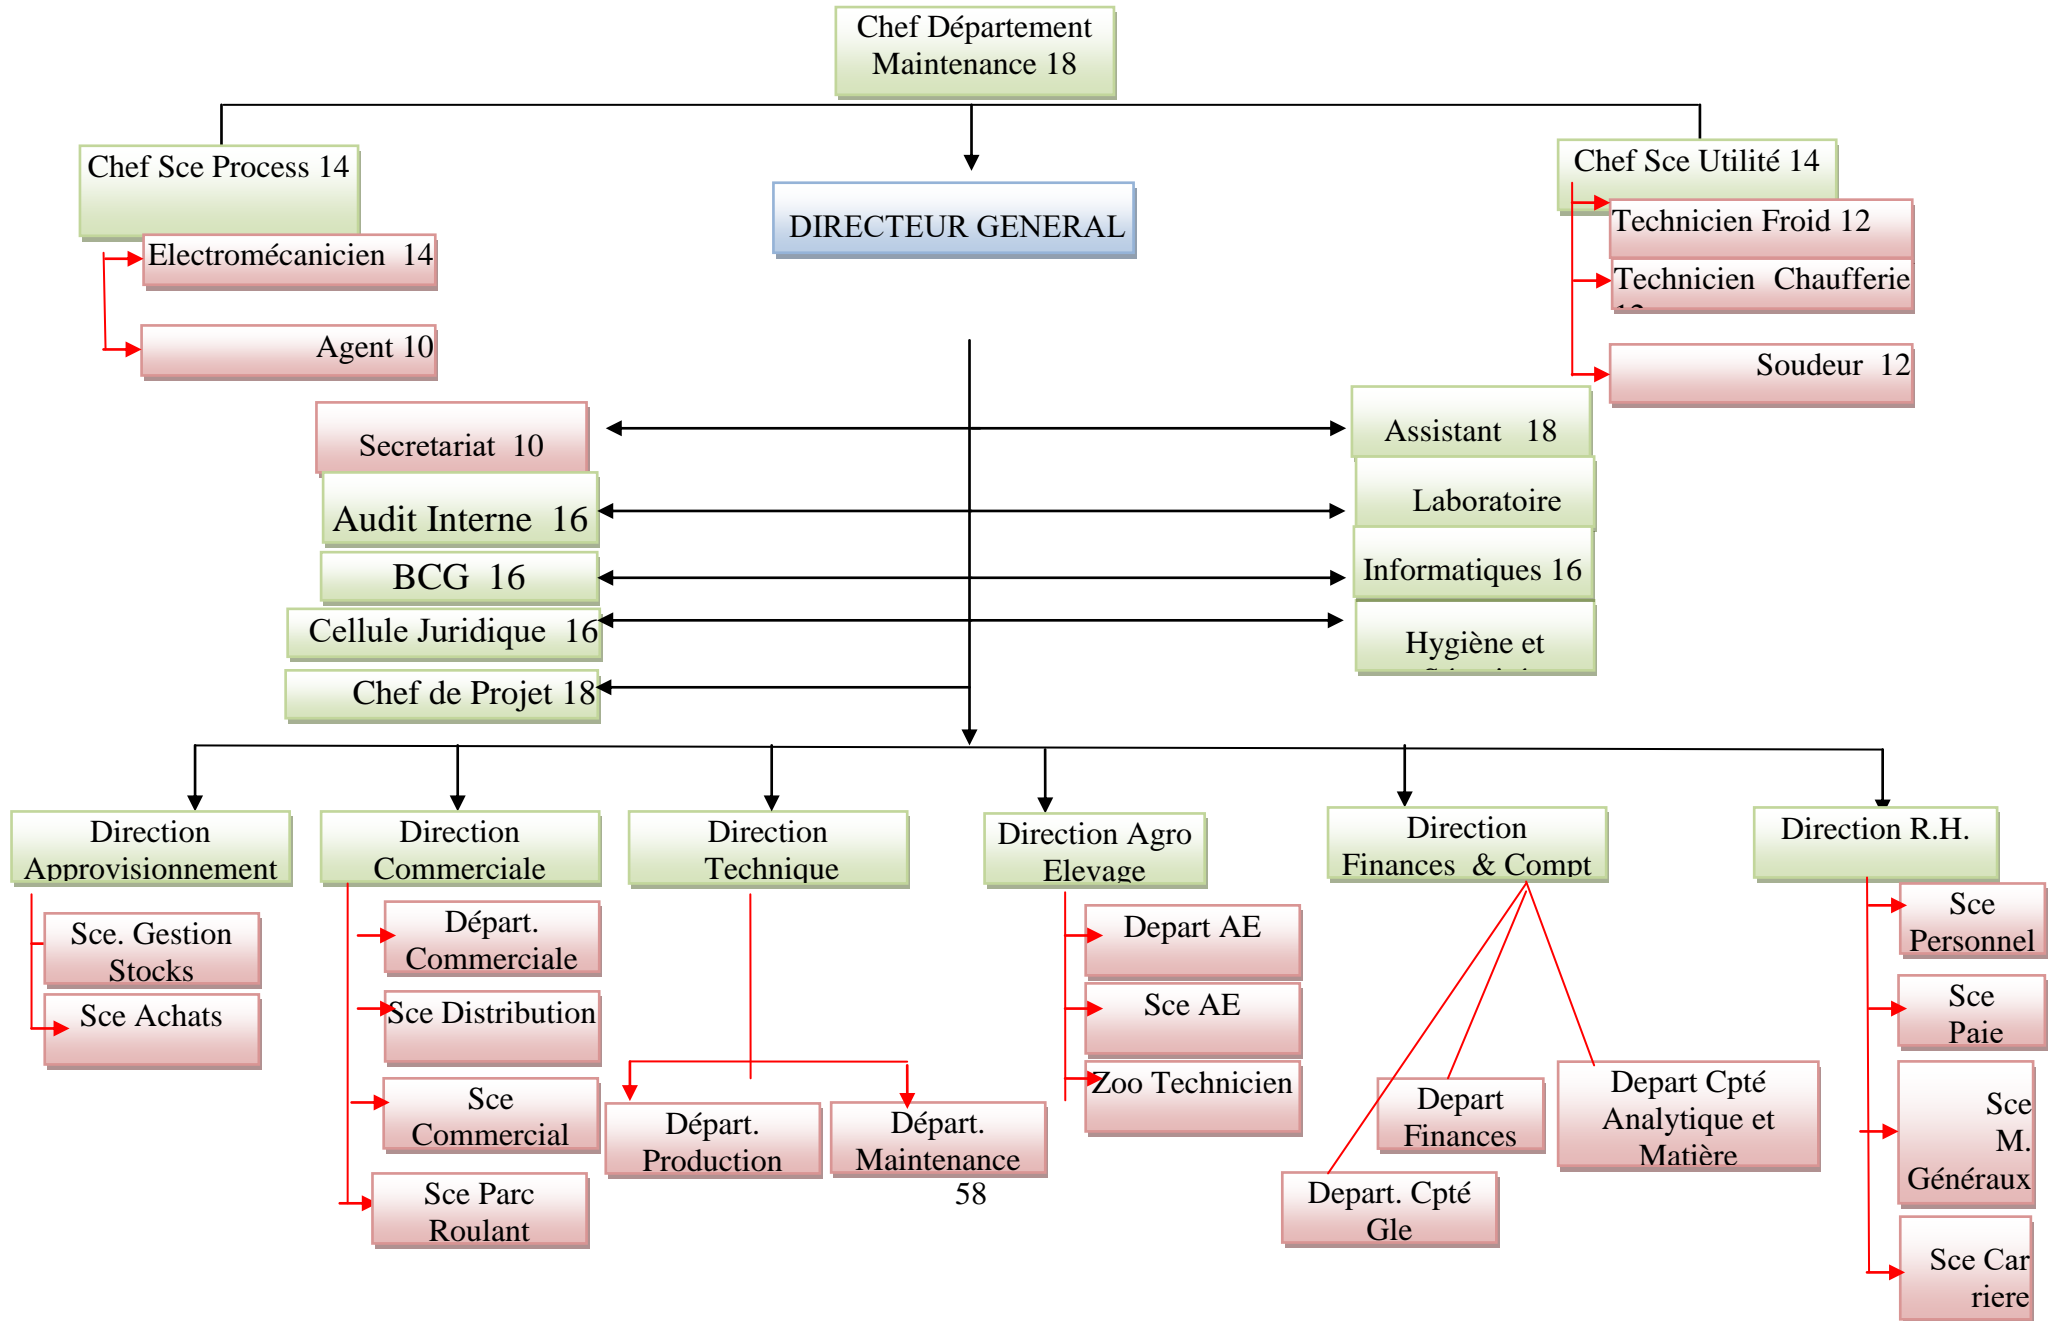 Chef Département
Maintenance 18
Chef Sce Process 14
Electromécanicien 14
Agent 10
DIRECTEUR GENERAL
Chef Sce Utilité 14
Technicien Froid 12
Technicien Chaufferie
Soudeur 12
Secretariat 10
Audit Interne 16
BCG 16
Cellule Juridique 16
Chef de Projet 18
Assistant 18
Laboratoire
Informatiques 16
Hygiène et
Direction
Approvisionnement
Sce. Gestion
Stocks
Sce Achats
Direction
Commerciale
Départ.
Commerciale
Sce Distribution
Sce
Commercial
Sce Parc
Roulant
Direction
Technique
Départ.
Production
Départ.
Maintenance
58
Direction Agro
Elevage
Depart AE
Sce AE
Zoo Technicien
Direction
Finances & Compt
Depart. Cpté
Gle
Depart
Finances
Depart Cpté
Analytique et
Matière
Direction R.H.
Sce
Personnel
Sce
Paie
Sce
M.
Généraux
Sce Car
riere